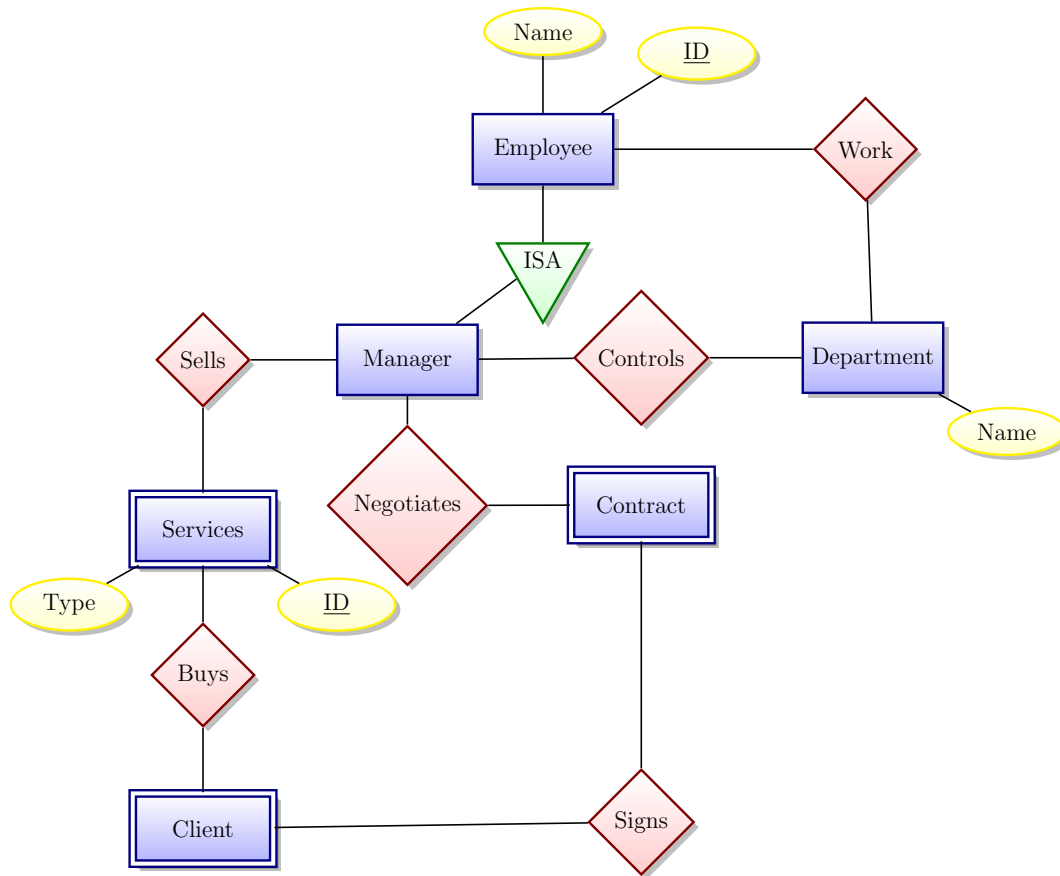 Name
ID
Employee
Work
ISA
Sells
Manager
Controls
Department
Name
Negotiates
Contract
Services
Type
ID
Buys
Client
Signs